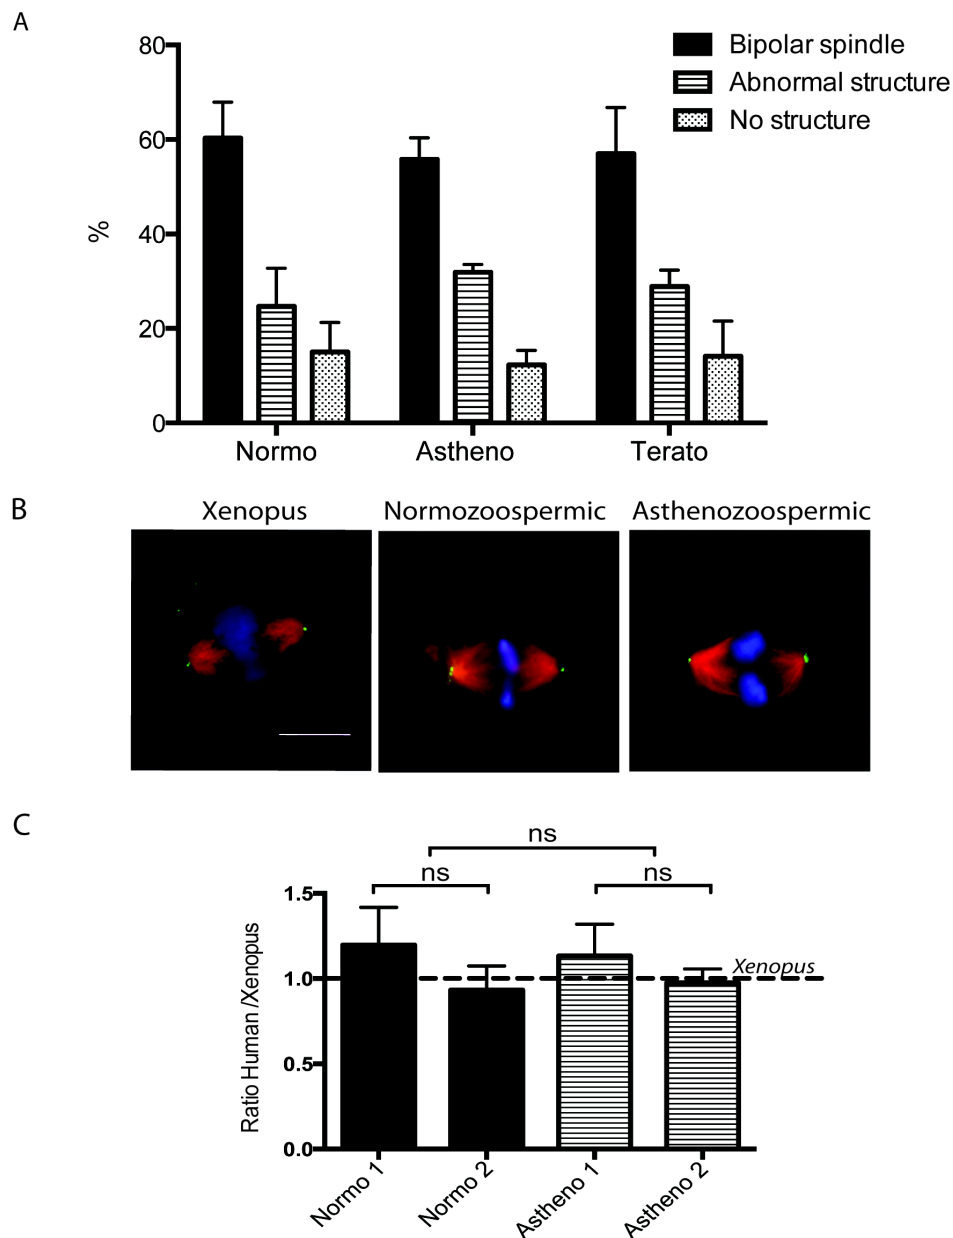 A
80
60
40
20
0
%
Bipolar spindle
Abnormal structure
No structure
Normo
Astheno
Terato
B
Xenopus
Normozoospermic
Asthenozoospermic
C
ns
ns
ns
1.5
1.0
0.5
0.0
Ratio Human /Xenopus
Xenopus
Normo 1
Normo 2
Astheno 1
Astheno 2